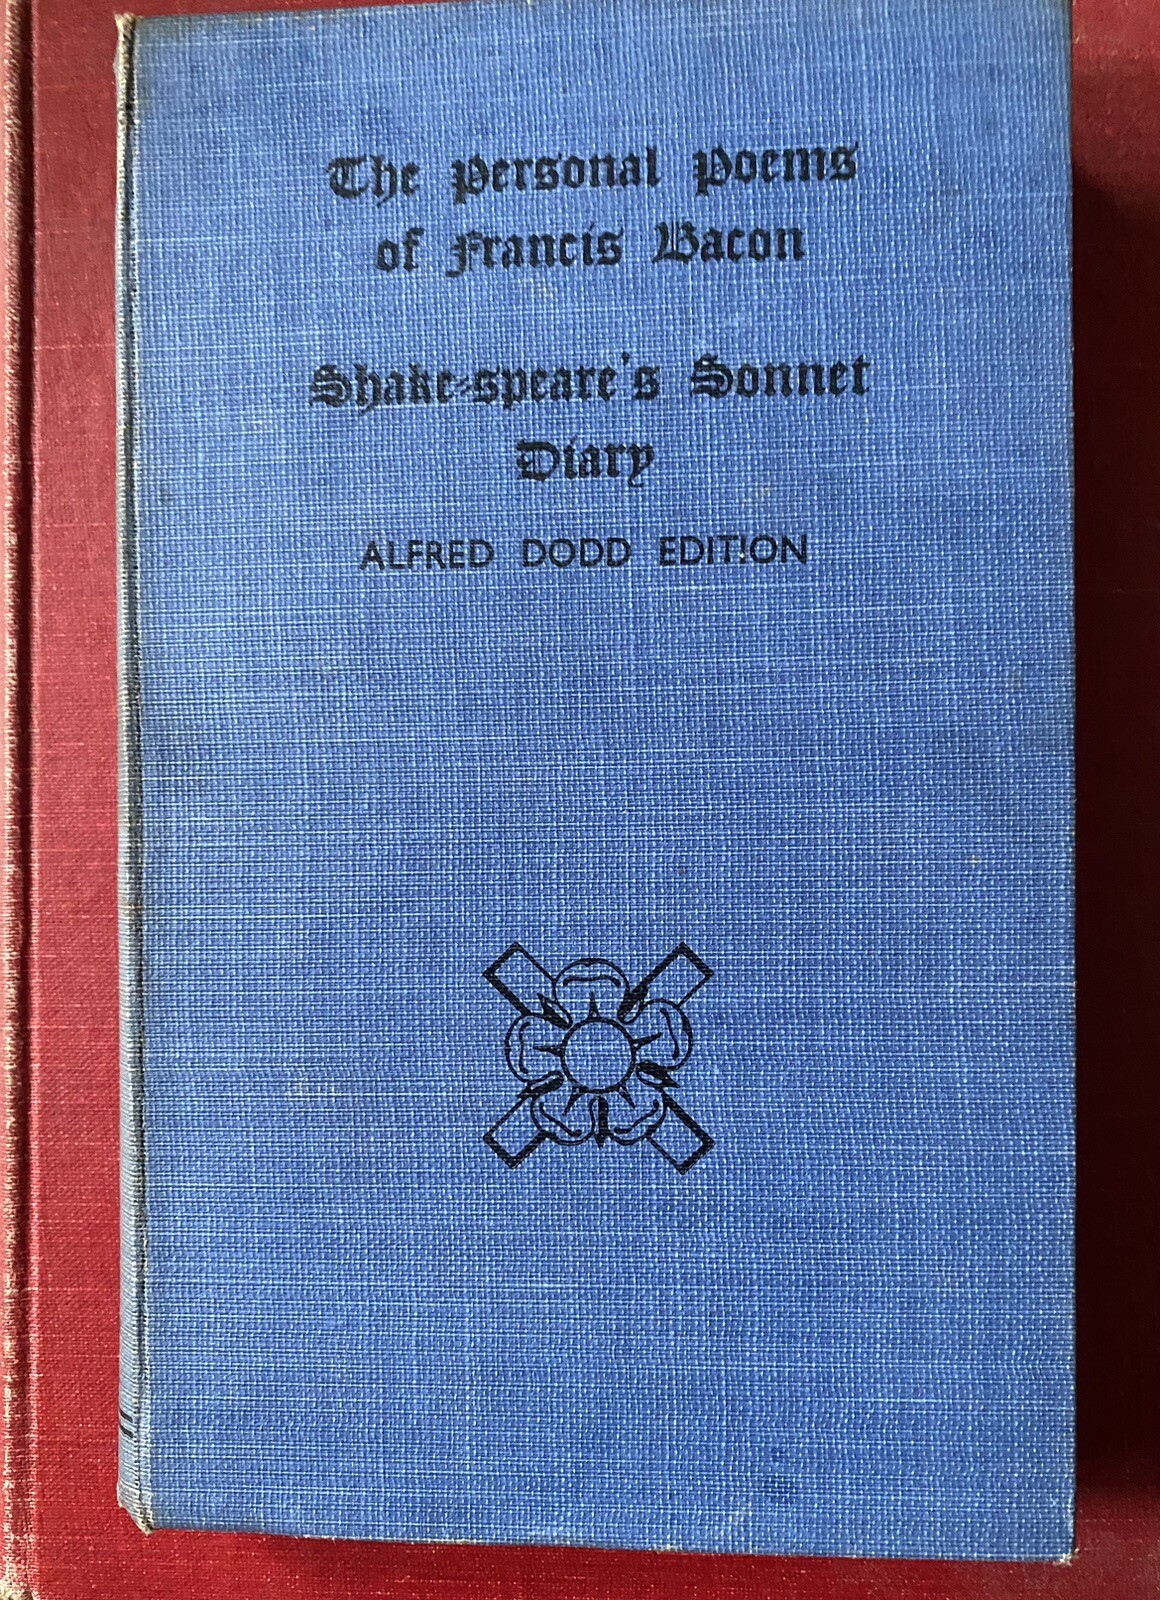 The Personal Poems
of Francis Bacon
Shake-speare's Sonnet
Diary
ALFRED DODD EDITION